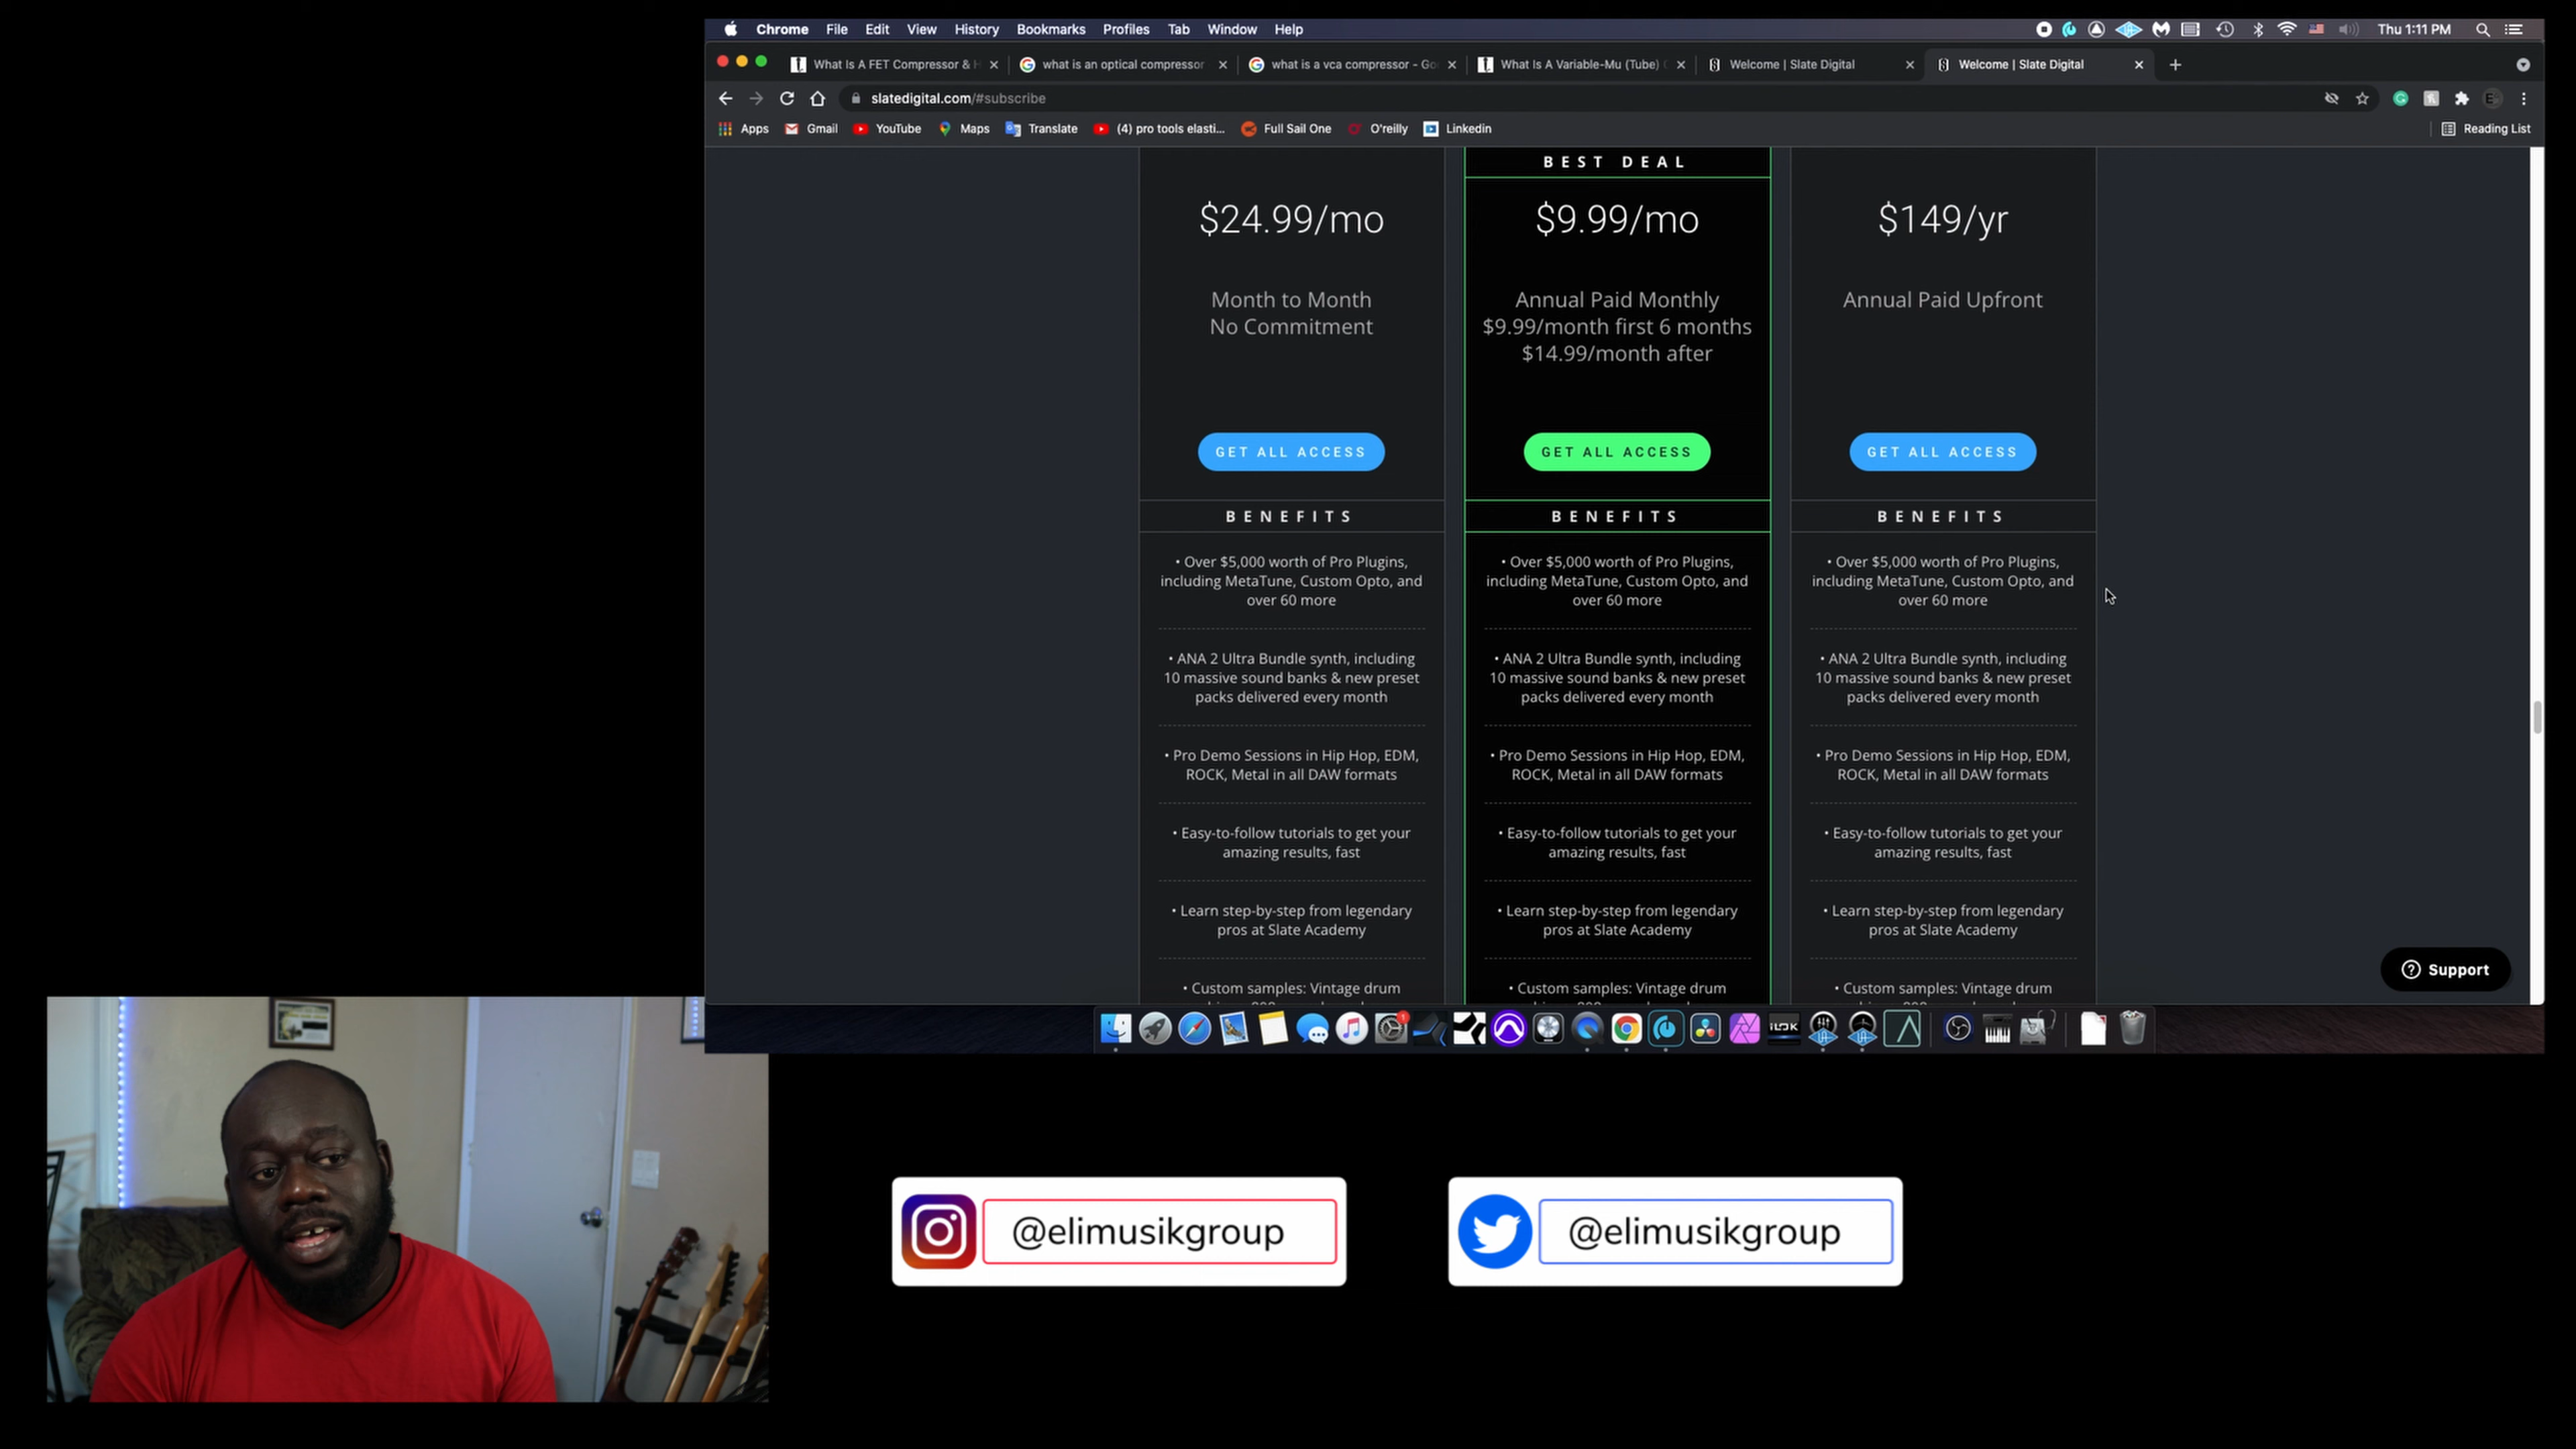 Chrome File Edit View History Bookmarks Profiles Tab Window Help
Thu 1:11 PM
What Is A FET Compressor & H
what is an optical compressor
what is a vca compressor - Go
What Is A Variable-Mu (Tube)
Welcome | Slate Digital
Welcome | Slate Digital
slatedigital.com/#subscribe
Apps
Gmail
YouTube
Maps
Translate
(4) pro tools elasti...
Full Sail One
O'reilly
Linkedin
Reading List
$24.99/mo
Month to Month
No Commitment
GET ALL ACCESS
BENEFITS
• Over $5,000 worth of Pro Plugins,
including MetaTune, Custom Opto, and
over 60 more
• ANA 2 Ultra Bundle synth, including
10 massive sound banks & new preset
packs delivered every month
• Pro Demo Sessions in Hip Hop, EDM,
ROCK, Metal in all DAW formats
• Easy-to-follow tutorials to get your
amazing results, fast
• Learn step-by-step from legendary
pros at Slate Academy
• Custom samples: Vintage drum
BEST DEAL
$9.99/mo
Annual Paid Monthly
$9.99/month first 6 months
$14.99/month after
GET ALL ACCESS
BENEFITS
• Over $5,000 worth of Pro Plugins,
including MetaTune, Custom Opto, and
over 60 more
• ANA 2 Ultra Bundle synth, including
10 massive sound banks & new preset
packs delivered every month
• Pro Demo Sessions in Hip Hop, EDM,
ROCK, Metal in all DAW formats
• Easy-to-follow tutorials to get your
amazing results, fast
• Learn step-by-step from legendary
pros at Slate Academy
• Custom samples: Vintage drum
$149/yr
Annual Paid Upfront
GET ALL ACCESS
BENEFITS
• Over $5,000 worth of Pro Plugins,
including MetaTune, Custom Opto, and
over 60 more
• ANA 2 Ultra Bundle synth, including
10 massive sound banks & new preset
packs delivered every month
• Pro Demo Sessions in Hip Hop, EDM,
ROCK, Metal in all DAW formats
• Easy-to-follow tutorials to get your
amazing results, fast
• Learn step-by-step from legendary
pros at Slate Academy
• Custom samples: Vintage drum
Support
iLOK
@elimusikgroup
@elimusikgroup